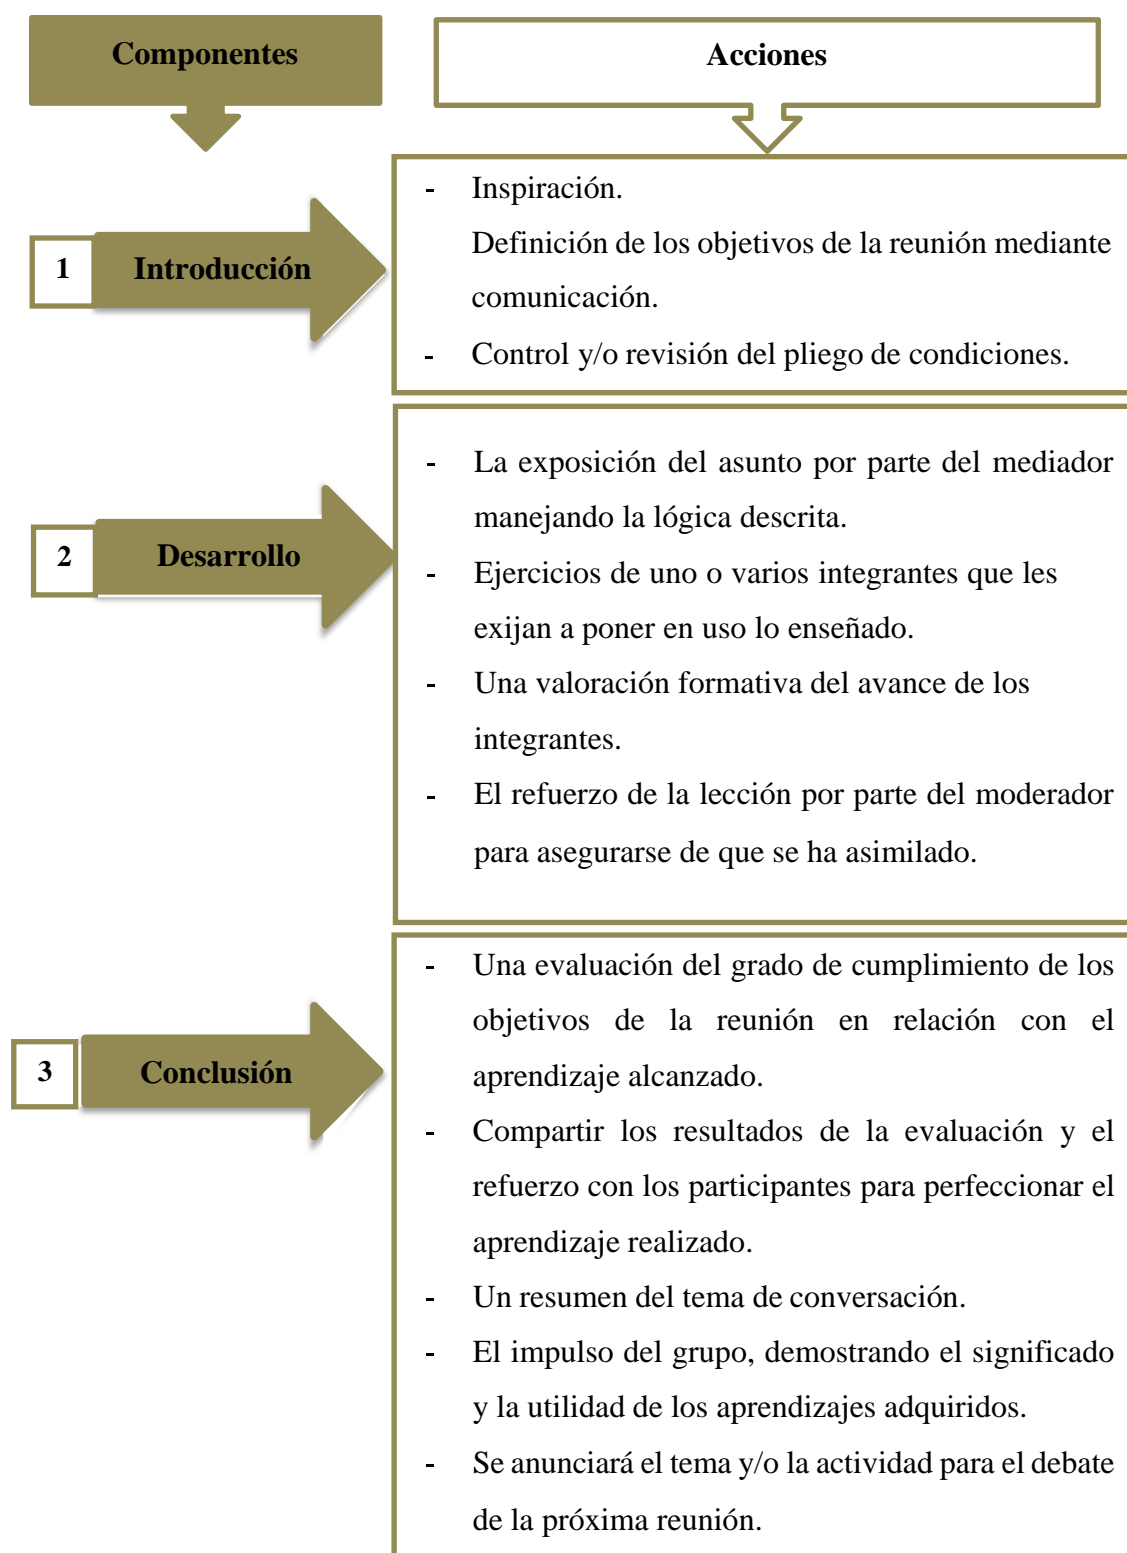 Componentes
Acciones
1
Introducción
- Inspiración.
Definición de los objetivos de la reunión mediante
comunicación.
- Control y/o revisión del pliego de condiciones.
2
Desarrollo
- La exposición del asunto por parte del mediador
manejando la lógica descrita.
- Ejercicios de uno o varios integrantes que les
exijan a poner en uso lo enseñado.
- Una valoración formativa del avance de los
integrantes.
- El refuerzo de la lección por parte del moderador
para asegurarse de que se ha asimilado.
3
Conclusión
- Una evaluación del grado de cumplimiento de los
objetivos de la reunión en relación con el
aprendizaje alcanzado.
- Compartir los resultados de la evaluación y el
refuerzo con los participantes para perfeccionar el
aprendizaje realizado.
- Un resumen del tema de conversación.
- El impulso del grupo, demostrando el significado
y la utilidad de los aprendizajes adquiridos.
- Se anunciará el tema y/o la actividad para el debate
de la próxima reunión.